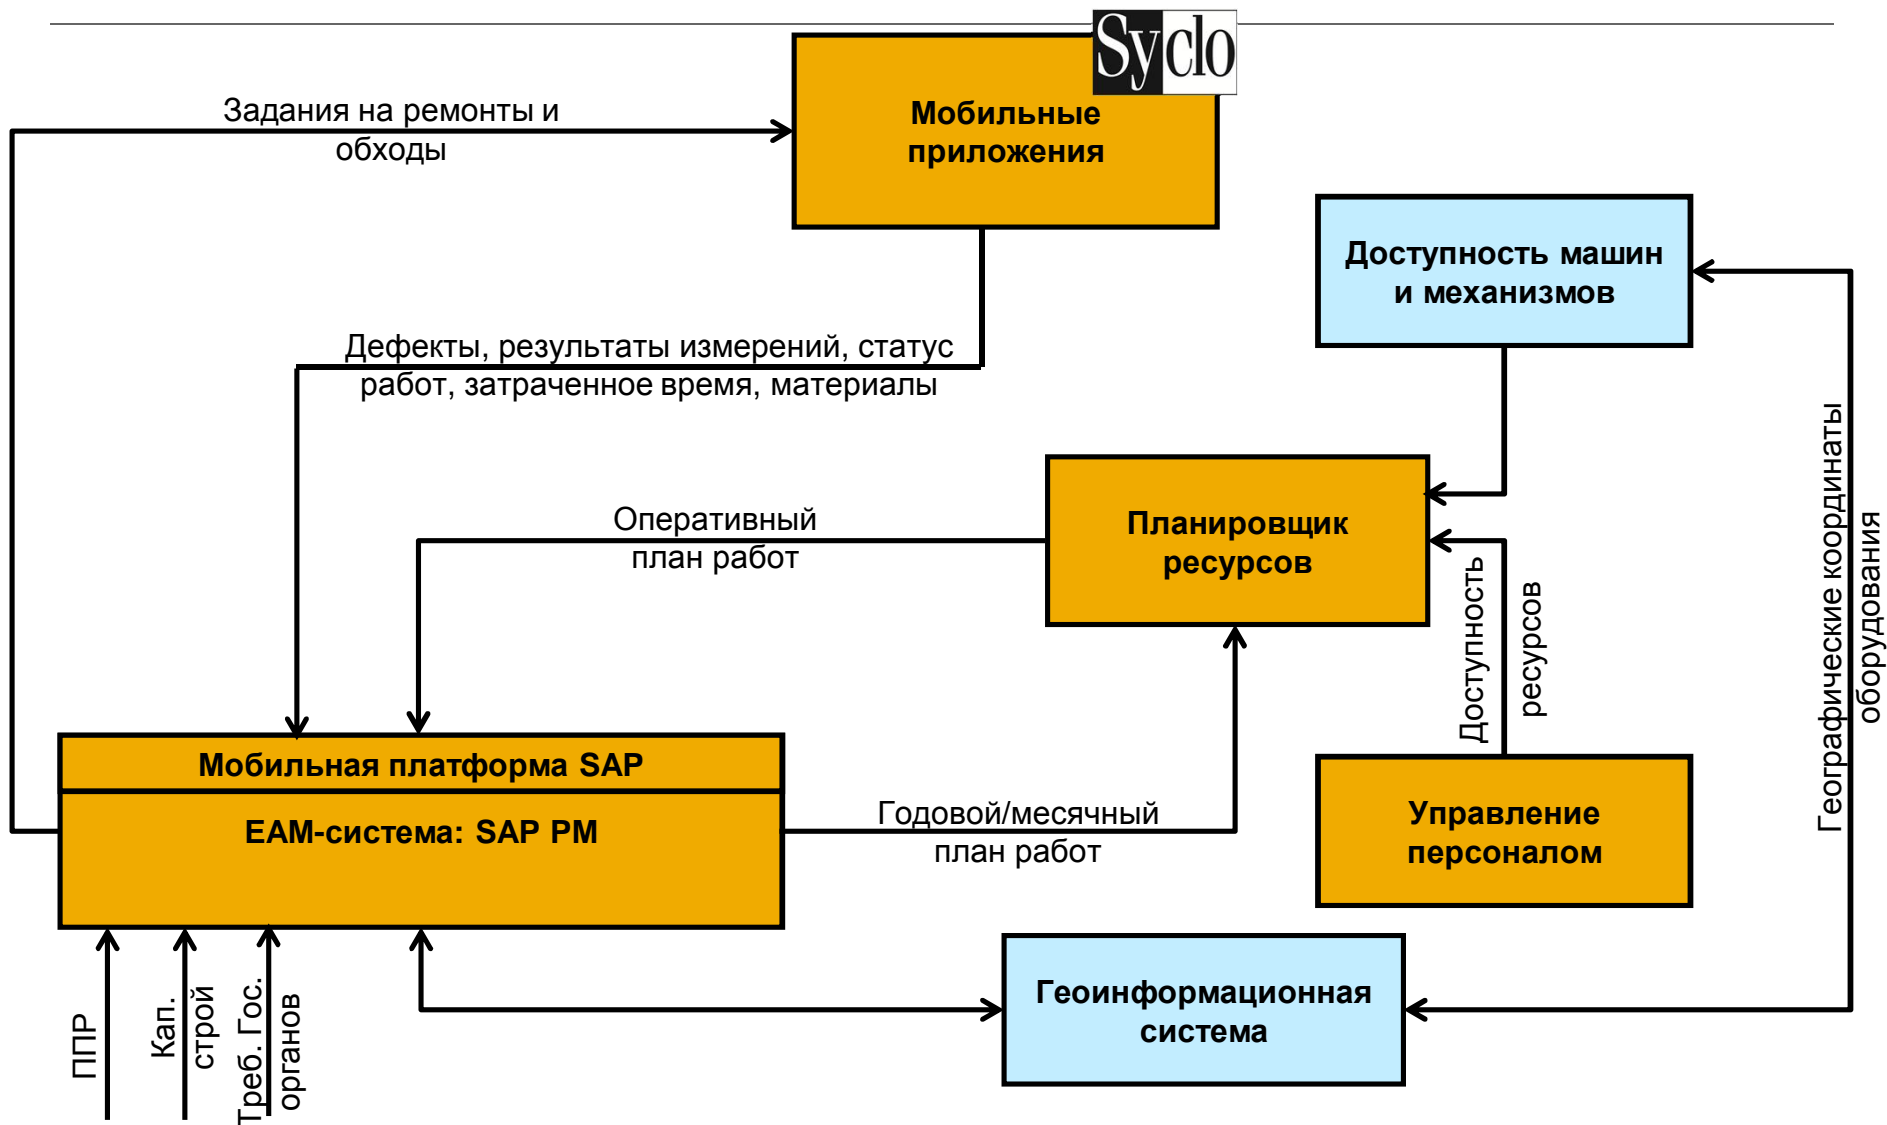 Syclo
Задания на ремонты и
обходы
Мобильные
приложения
Доступность машин
и механизмов
Дефекты, результаты измерений, статус
работ, затраченное время, материалы
Оперативный
план работ
Планировщик
ресурсов
Доступность
ресурсов
Географические координаты
оборудования
Мобильная платформа SAP
EAM-система: SAP PM
Годовой/месячный
план работ
Управление
персоналом
Геоинформационная
система
ППР
Кап.
строй
Треб. Гос.
органов